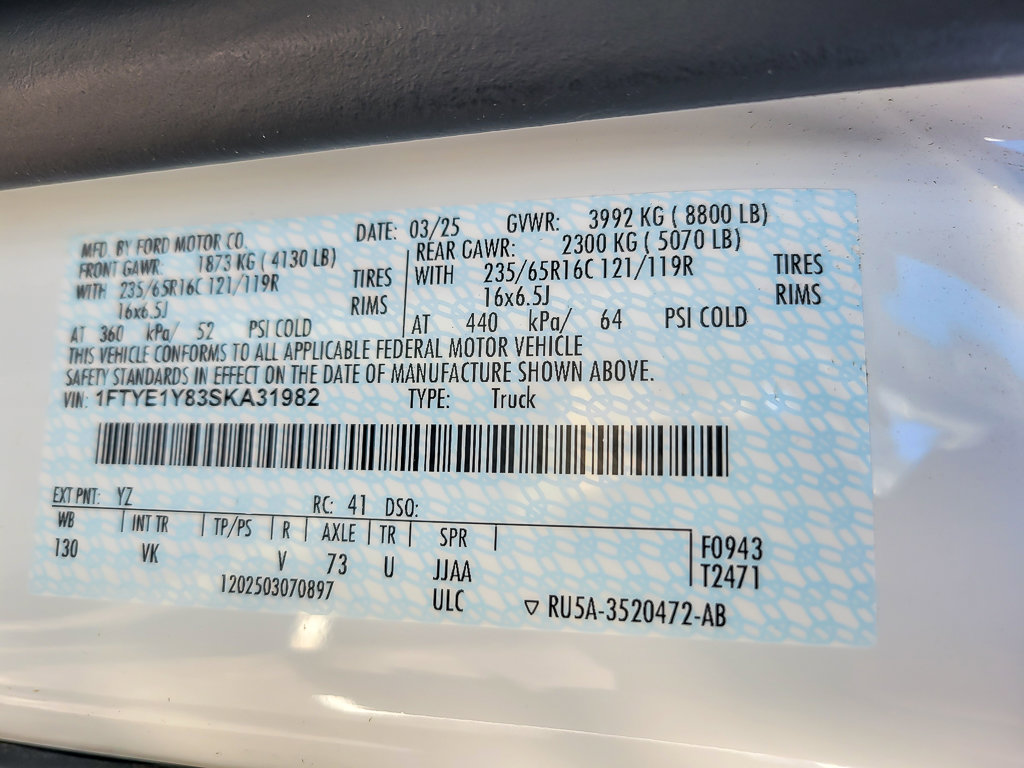 MFD. BY FORD MOTOR CO. DATE: 03/25 GVWR: 3992 KG ( 8800 LB)
FRONT GAWR: 1873 KG ( 4130 LB)
WITH 235/65R16C 121/119R TIRES
16x6.5J RIMS
AT 360 kPa/ 52 PSI COLD
REAR GAWR: 2300 KG ( 5070 LB)
WITH 235/65R16C 121/119R TIRES
16x6.5J RIMS
AT 440 kPa/ 64 PSI COLD
THIS VEHICLE CONFORMS TO ALL APPLICABLE FEDERAL MOTOR VEHICLE
SAFETY STANDARDS IN EFFECT ON THE DATE OF MANUFACTURE SHOWN ABOVE.
VIN: 1FTYE1Y83SKA31982 TYPE: Truck
EXT PNT: YZ RC: 41 DSO:
WB INT TR TP/PS R AXLE TR SPR
130 VK V 73 U JJAA
1202503070897 ULC
F0943
T2471
▽ RU5A-3520472-AB